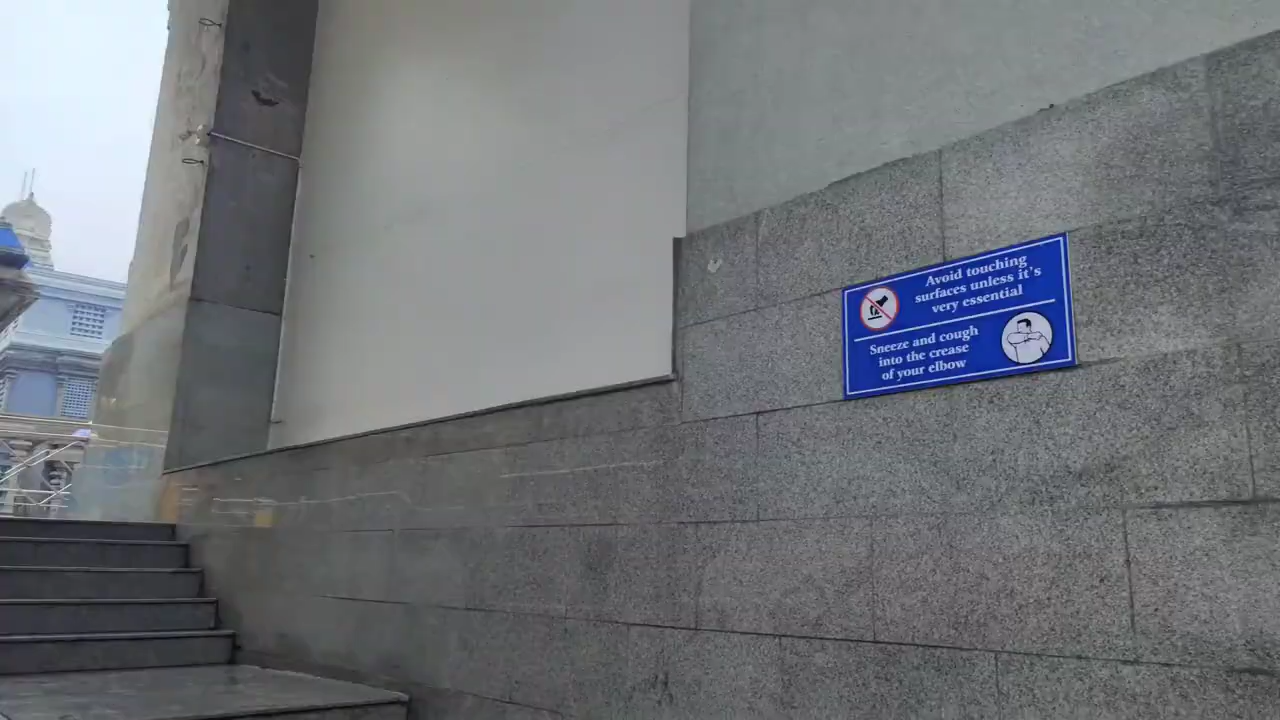 Avoid touching
surfaces unless it's
very essential
Sneeze and cough
into the crease
of your elbow